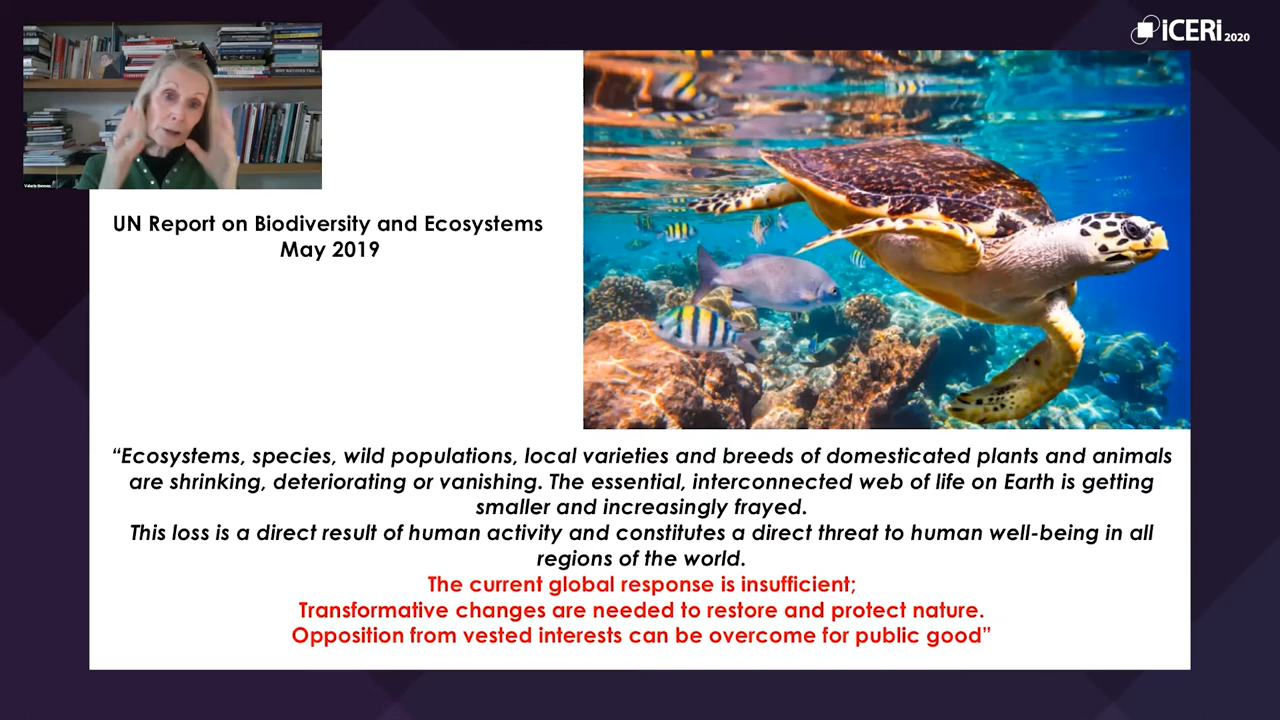 iCERi 2020
WHY NATIONS FAIL
UN Report on Biodiversity and Ecosystems
May 2019
“Ecosystems, species, wild populations, local varieties and breeds of domesticated plants and animals
are shrinking, deteriorating or vanishing. The essential, interconnected web of life on Earth is getting
smaller and increasingly frayed.
This loss is a direct result of human activity and constitutes a direct threat to human well-being in all
regions of the world.
The current global response is insufficient;
Transformative changes are needed to restore and protect nature.
Opposition from vested interests can be overcome for public good”